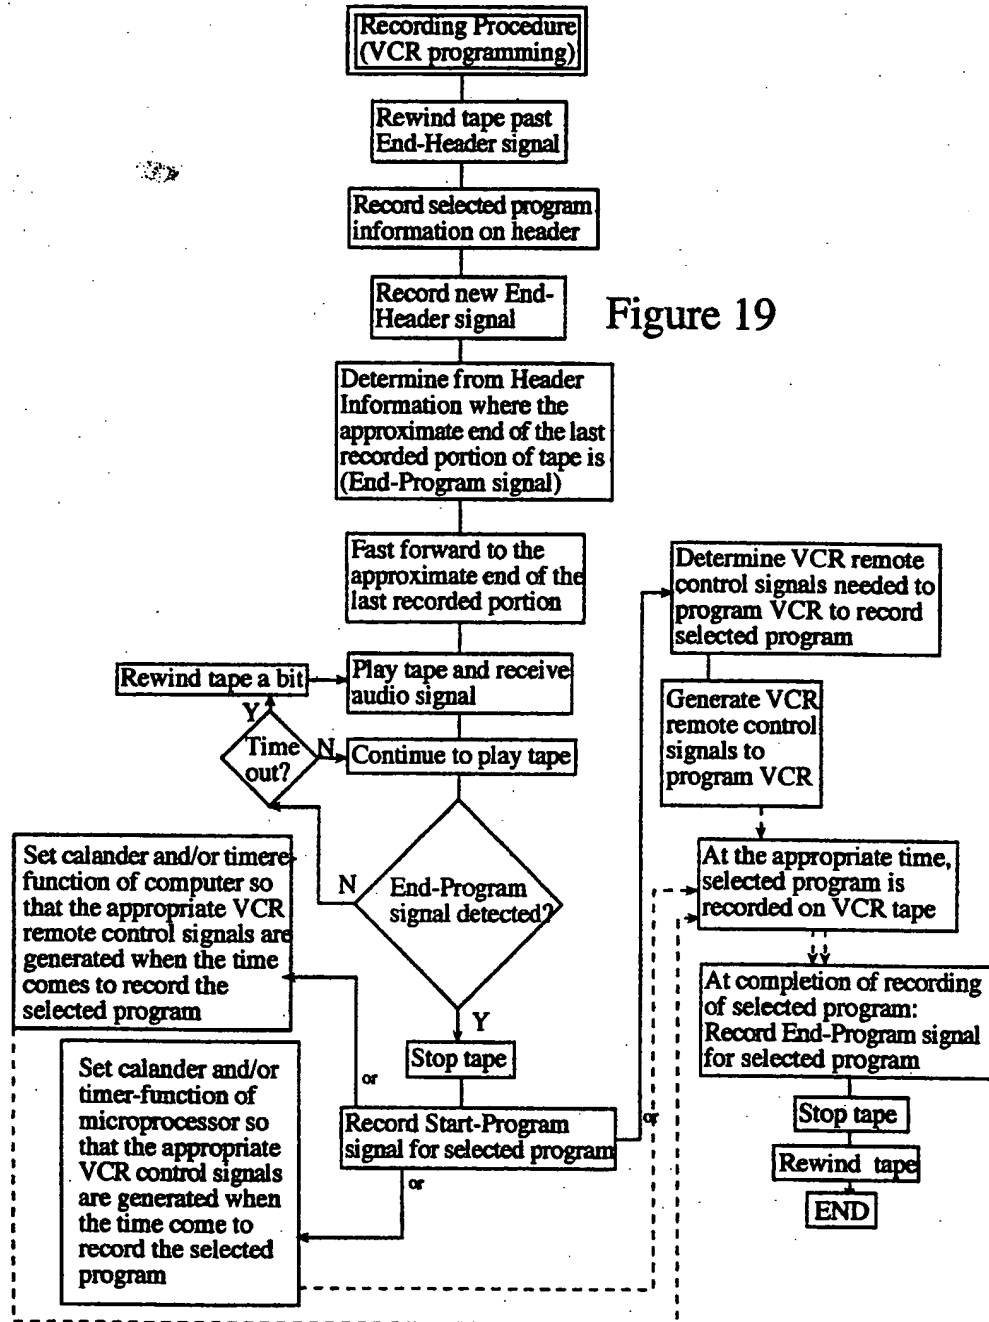 Recording Procedure
(VCR programming)
Rewind tape past
End-Header signal
Record selected program
information on header
Record new End-
Header signal
Figure 19
Determine from Header
Information where the
approximate end of the last
recorded portion of tape is
(End-Program signal)
Fast forward to the
approximate end of the
last recorded portion
Rewind tape a bit
Play tape and receive
audio signal
Y
Time
out?
N
Continue to play tape
N
End-Program
signal detected?
Y
Stop tape
Record Start-Program
signal for selected program
or
or
or
Set calander and/or timere-
function of computer so
that the appropriate VCR
remote control signals are
generated when the time
comes to record the
selected program
Set calander and/or
timer-function of
microprocessor so
that the appropriate
VCR control signals
are generated when
the time come to
record the selected
program
Determine VCR remote
control signals needed to
program VCR to record
selected program
Generate VCR
remote control
signals to
program VCR
At the appropriate time,
selected program is
recorded on VCR tape
At completion of recording
of selected program:
Record End-Program signal
for selected program
Stop tape
Rewind tape
END